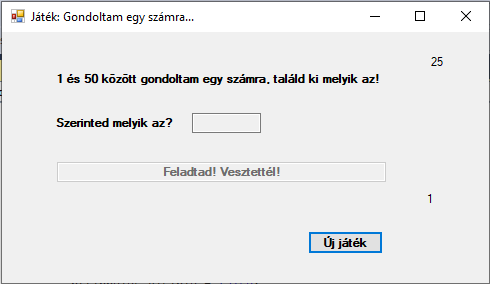 Játék: Gondoltam egy számra...
25
1 és 50 között gondoltam egy számra, találd ki melyik az!
Szerinted melyik az?
Feladtad! Vesztettél!
1
Új játék